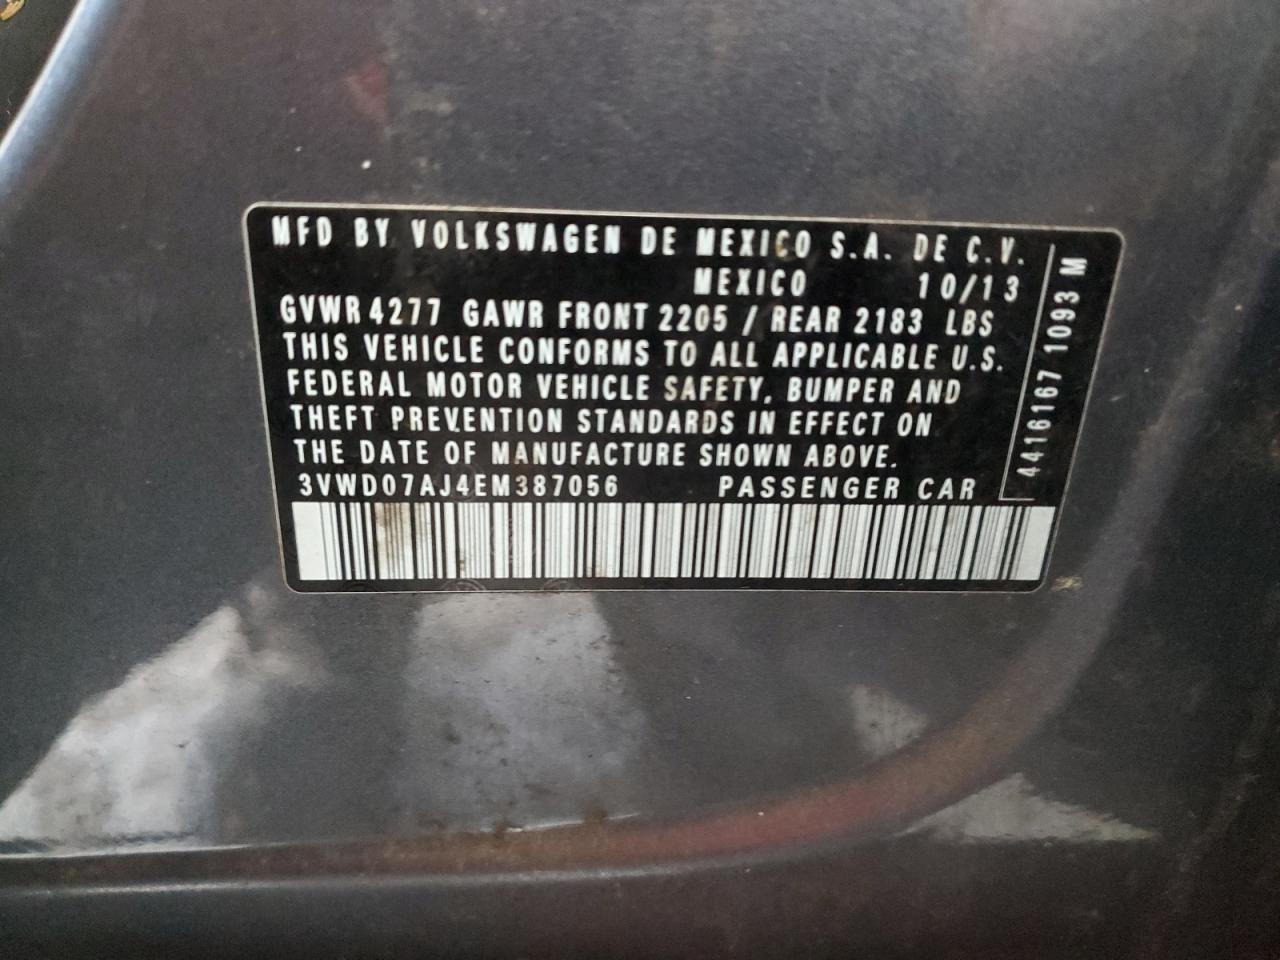 MFD BY VOLKSWAGEN DE MEXICO S.A. DE C.V.
MEXICO 10/13
GVWR 4277 GAWR FRONT 2205 / REAR 2183 LBS
THIS VEHICLE CONFORMS TO ALL APPLICABLE U.S.
FEDERAL MOTOR VEHICLE SAFETY, BUMPER AND
THEFT PREVENTION STANDARDS IN EFFECT ON
THE DATE OF MANUFACTURE SHOWN ABOVE.
3VWD07AJ4EM387056 PASSENGER CAR
4416167 1093 M